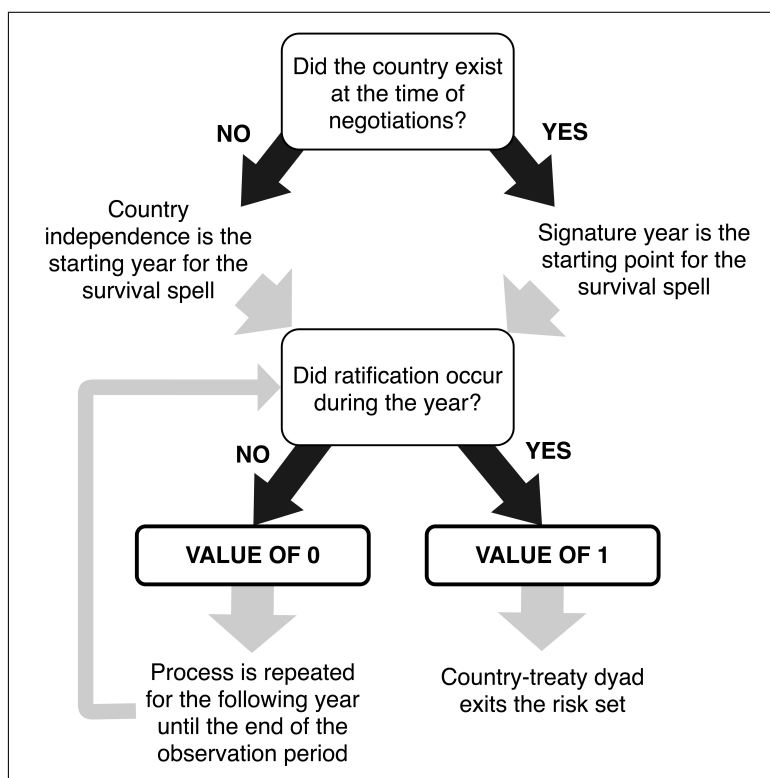 Did the country exist
at the time of
negotiations?
NO
YES
Country
independence is the
starting year for the
survival spell
Signature year is the
starting point for the
survival spell
Did ratification occur
during the year?
NO
YES
VALUE OF 0
VALUE OF 1
Process is repeated
for the following year
until the end of the
observation period
Country-treaty dyad
exits the risk set